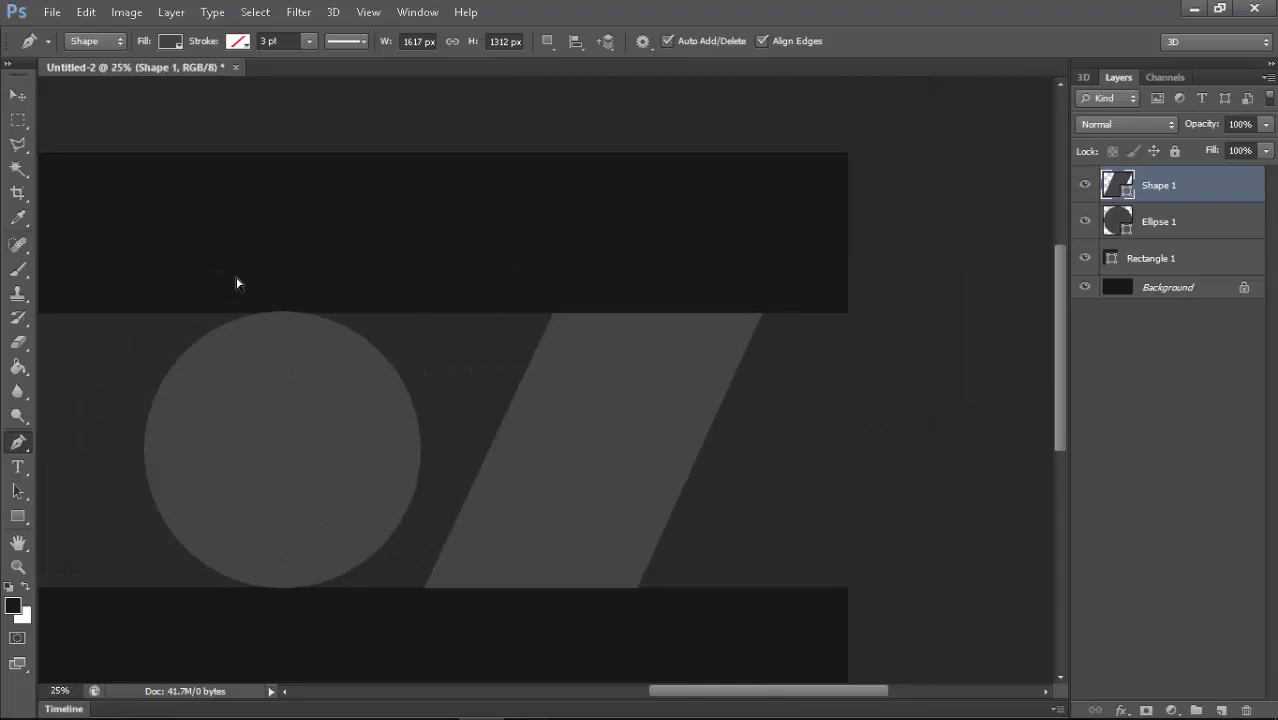 Ps File Edit Image Layer Type Select Filter 3D View Window Help
Shape Fill: Stroke: 3 pt W: 1617 px H: 1312 px Auto Add/Delete Align Edges 3D
Untitled-2 @ 25% (Shape 1, RGB/8) * ×
3D Layers Channels
Kind
Normal Opacity: 100%
Lock: Fill: 100%
Shape 1
Ellipse 1
Rectangle 1
Background
25% Doc: 41.7M/0 bytes
Timeline